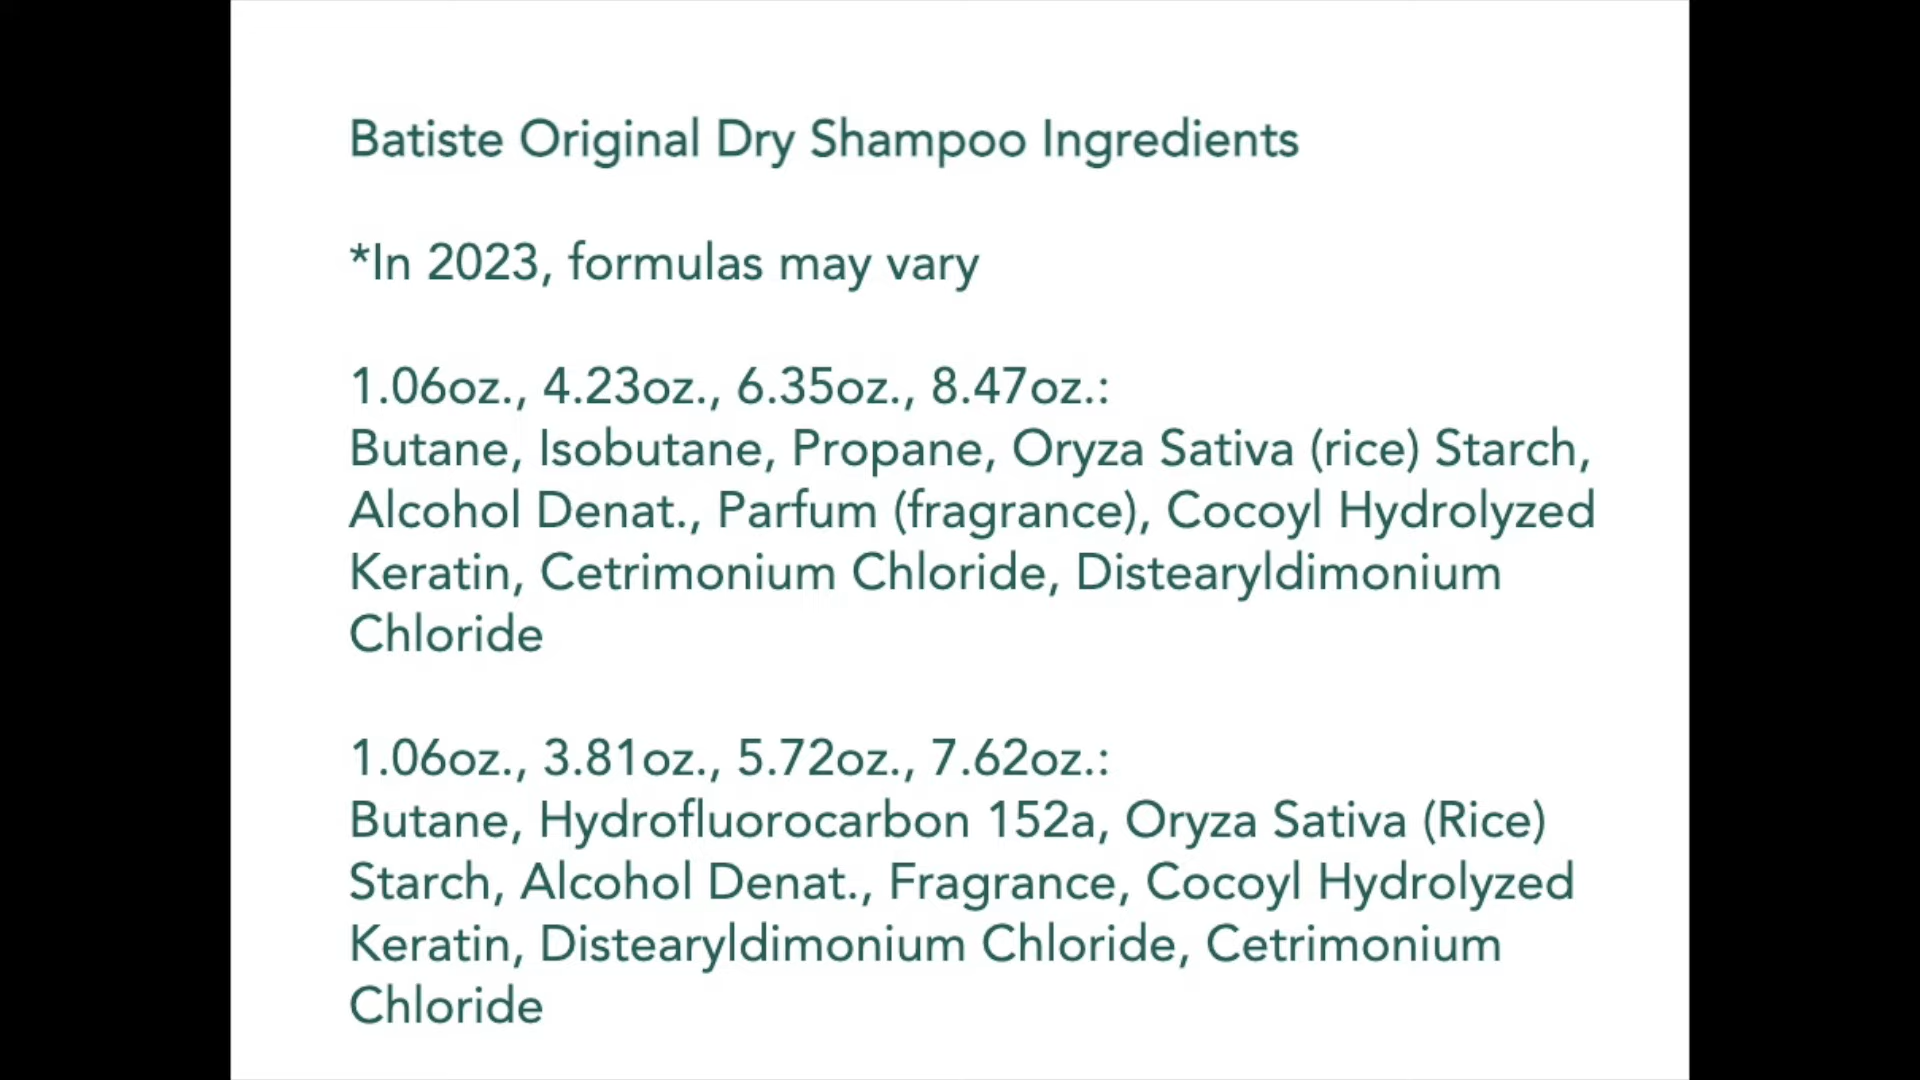 Batiste Original Dry Shampoo Ingredients
*In 2023, formulas may vary
1.06oz., 4.23oz., 6.35oz., 8.47oz.:
Butane, Isobutane, Propane, Oryza Sativa (rice) Starch,
Alcohol Denat., Parfum (fragrance), Cocoyl Hydrolyzed
Keratin, Cetrimonium Chloride, Distearyldimonium
Chloride
1.06oz., 3.81oz., 5.72oz., 7.62oz.:
Butane, Hydrofluorocarbon 152a, Oryza Sativa (Rice)
Starch, Alcohol Denat., Fragrance, Cocoyl Hydrolyzed
Keratin, Distearyldimonium Chloride, Cetrimonium
Chloride